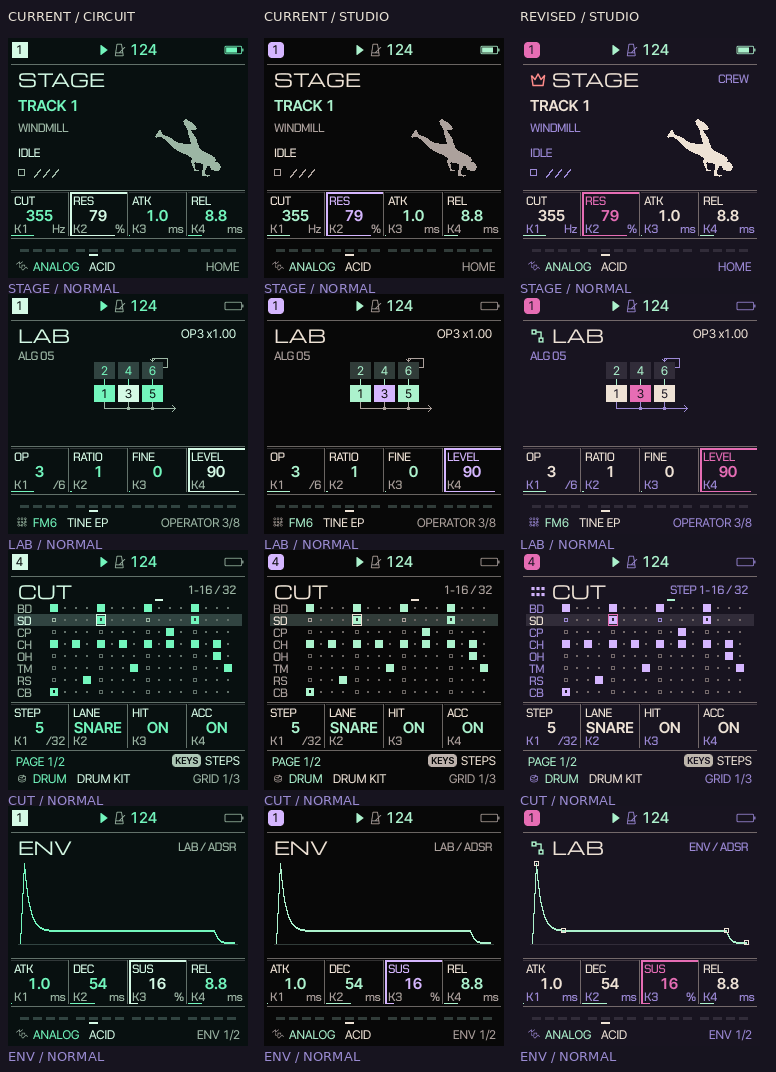 CURRENT / CIRCUIT
CURRENT / STUDIO
REVISED / STUDIO
1 124
STAGE
TRACK 1
WINDMILL
IDLE
CUT RES ATK REL
355 79 1.0 8.8
K1 Hz K2 % K3 ms K4 ms
ANALOG ACID HOME
STAGE / NORMAL
1 124
STAGE
TRACK 1
WINDMILL
IDLE
CUT RES ATK REL
355 79 1.0 8.8
K1 Hz K2 % K3 ms K4 ms
ANALOG ACID HOME
STAGE / NORMAL
1 124
STAGE CREW
TRACK 1
WINDMILL
IDLE
CUT RES ATK REL
355 79 1.0 8.8
K1 Hz K2 % K3 ms K4 ms
ANALOG ACID HOME
STAGE / NORMAL
1 124
LAB OP3 x1.00
ALG 05
2 4 6
1 3 5
OP RATIO FINE LEVEL
3 1 0 90
K1 /6 K2 K3 K4
FM6 TINE EP OPERATOR 3/8
LAB / NORMAL
1 124
LAB OP3 x1.00
ALG 05
2 4 6
1 3 5
OP RATIO FINE LEVEL
3 1 0 90
K1 /6 K2 K3 K4
FM6 TINE EP OPERATOR 3/8
LAB / NORMAL
1 124
LAB OP3 x1.00
ALG 05
2 4 6
1 3 5
OP RATIO FINE LEVEL
3 1 0 90
K1 /6 K2 K3 K4
FM6 TINE EP OPERATOR 3/8
LAB / NORMAL
4 124
CUT 1-16 / 32
BD
SD
CP
CH
OH
TM
RS
CB
STEP LANE HIT ACC
5 SNARE ON ON
K1 /32 K2 K3 K4
PAGE 1/2 KEYS STEPS
DRUM DRUM KIT GRID 1/3
CUT / NORMAL
4 124
CUT 1-16 / 32
BD
SD
CP
CH
OH
TM
RS
CB
STEP LANE HIT ACC
5 SNARE ON ON
K1 /32 K2 K3 K4
PAGE 1/2 KEYS STEPS
DRUM DRUM KIT GRID 1/3
CUT / NORMAL
4 124
CUT STEP 1-16 / 32
BD
SD
CP
CH
OH
TM
RS
CB
STEP LANE HIT ACC
5 SNARE ON ON
K1 /32 K2 K3 K4
PAGE 1/2 KEYS STEPS
DRUM DRUM KIT GRID 1/3
CUT / NORMAL
1 124
ENV LAB / ADSR
ATK DEC SUS REL
1.0 54 16 8.8
K1 ms K2 ms K3 % K4 ms
ANALOG ACID ENV 1/2
ENV / NORMAL
1 124
ENV LAB / ADSR
ATK DEC SUS REL
1.0 54 16 8.8
K1 ms K2 ms K3 % K4 ms
ANALOG ACID ENV 1/2
ENV / NORMAL
1 124
LAB ENV / ADSR
ATK DEC SUS REL
1.0 54 16 8.8
K1 ms K2 ms K3 % K4 ms
ANALOG ACID ENV 1/2
ENV / NORMAL